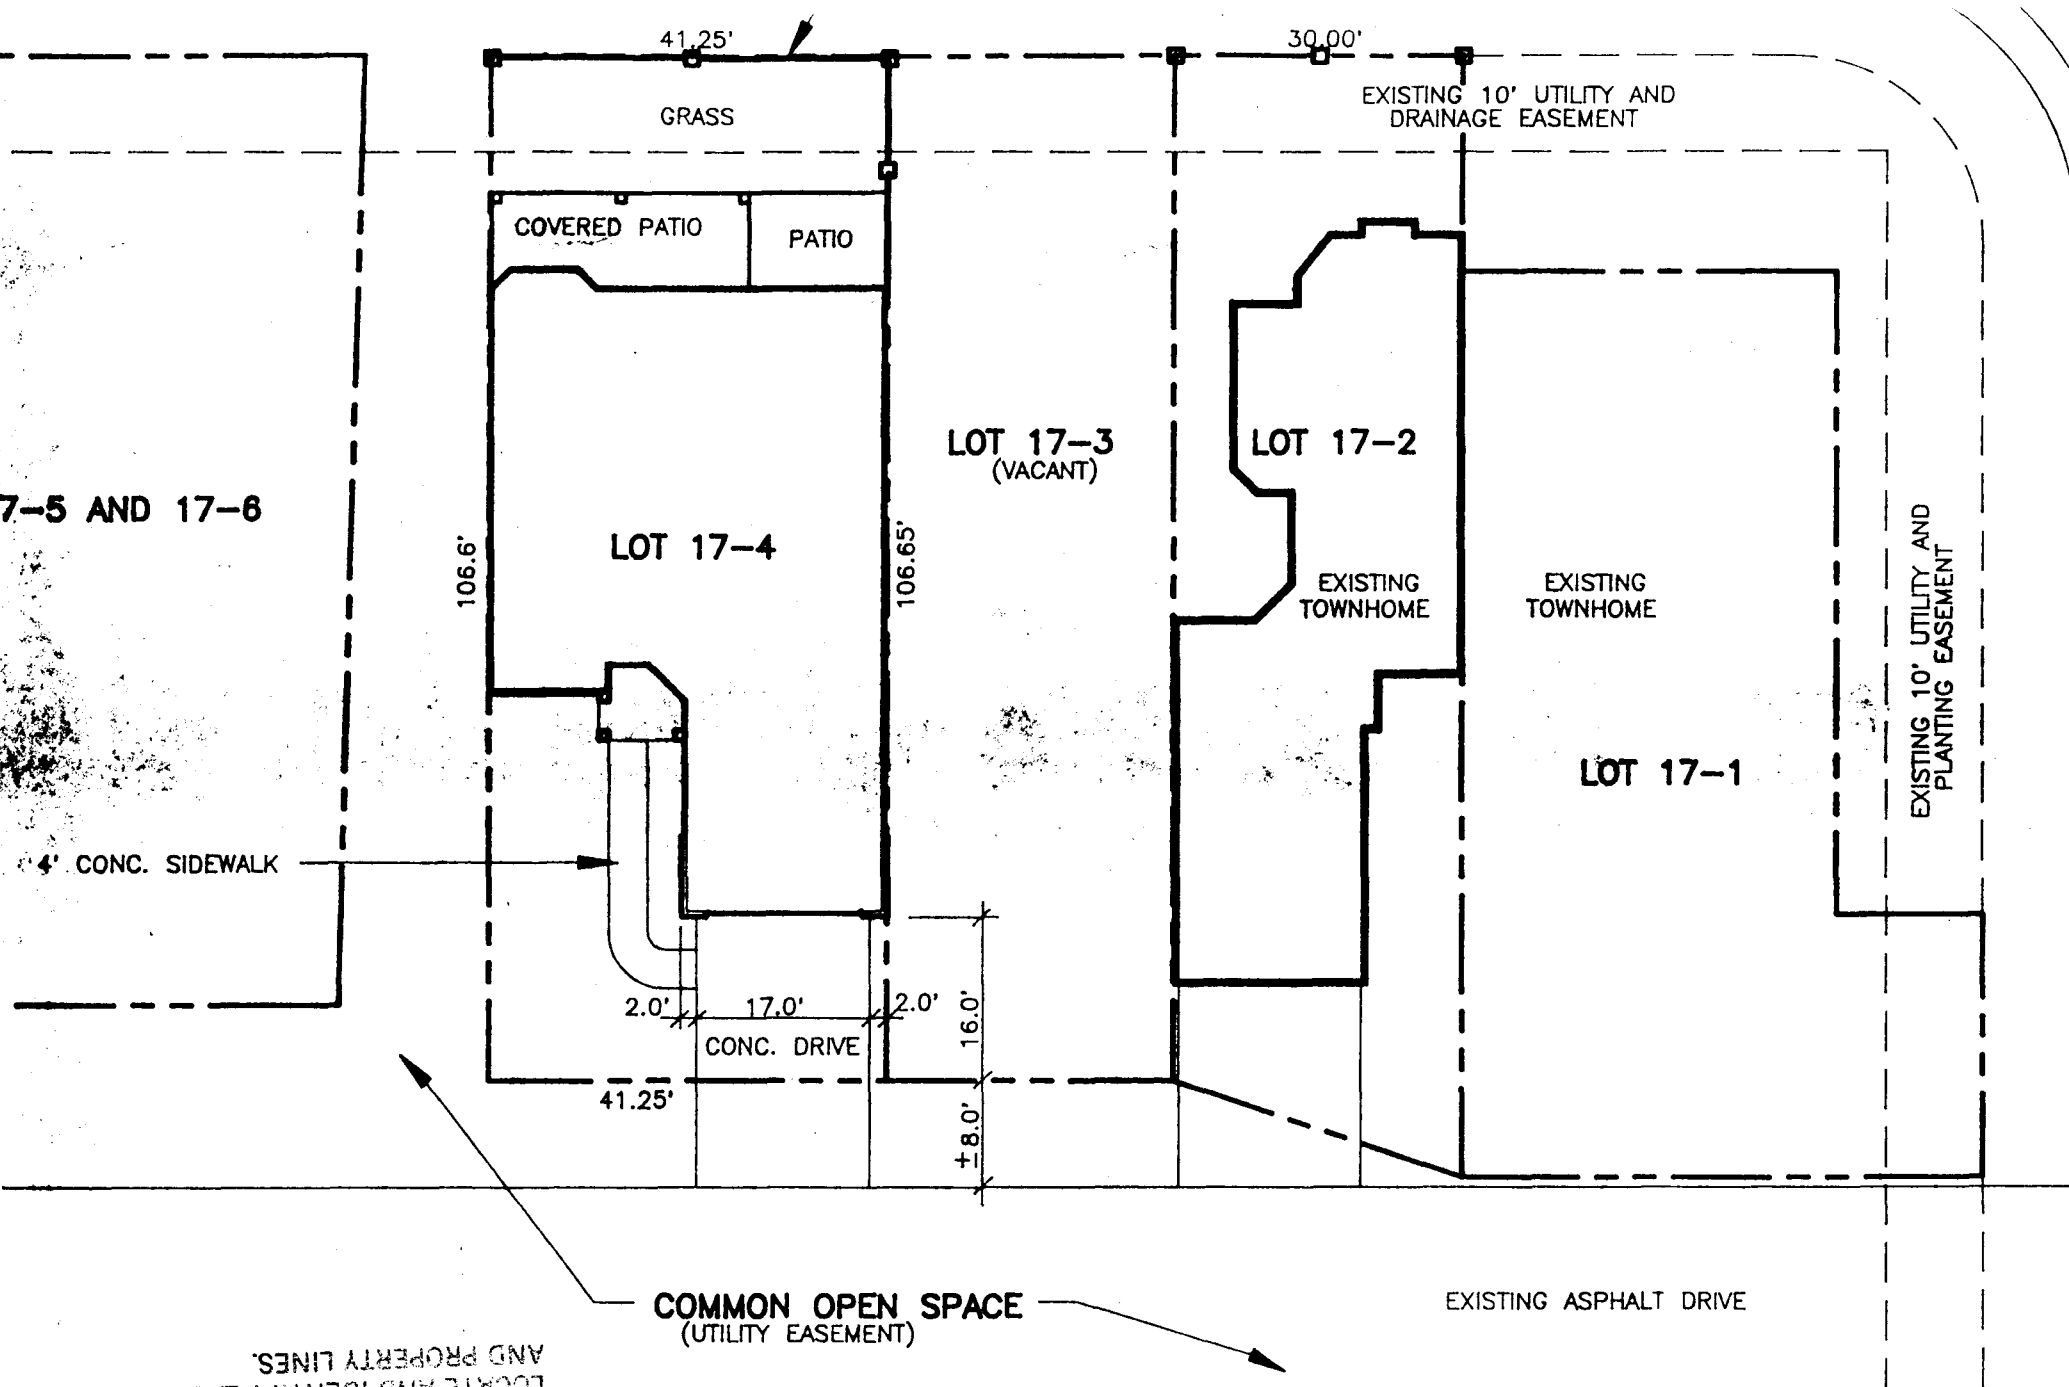 41.25'
30.00'
GRASS
EXISTING 10' UTILITY AND
DRAINAGE EASEMENT
COVERED PATIO
PATIO
LOT 17-3
(VACANT)
LOT 17-2
7-5 AND 17-6
LOT 17-4
106.6'
106.65'
EXISTING
TOWNHOME
EXISTING
TOWNHOME
EXISTING 10' UTILITY AND
PLANTING EASEMENT
LOT 17-1
4' CONC. SIDEWALK
2.0'
17.0'
2.0'
16.0'
CONC. DRIVE
41.25'
±8.0'
COMMON OPEN SPACE
(UTILITY EASEMENT)
EXISTING ASPHALT DRIVE
AND PROPERTY LINES.
LOCATE AND